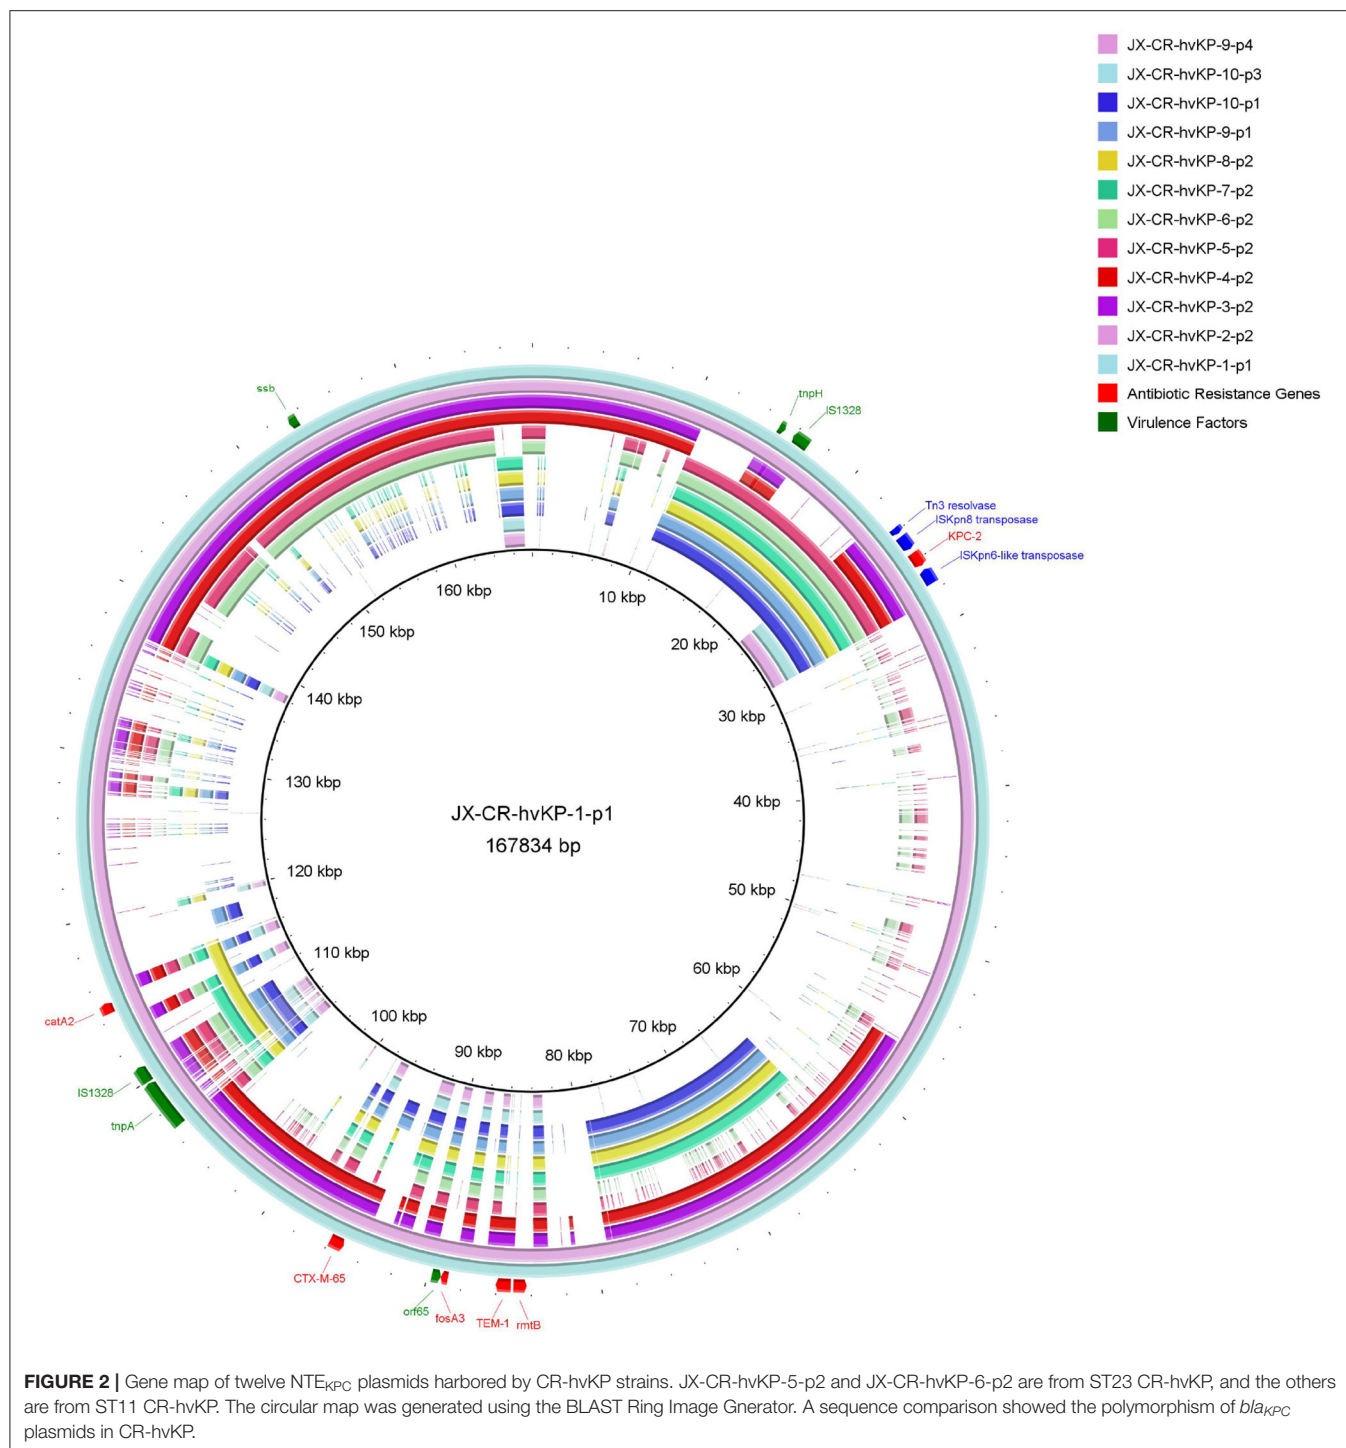 JX-CR-hvKP-9-p4
JX-CR-hvKP-10-p3
JX-CR-hvKP-10-p1
JX-CR-hvKP-9-p1
JX-CR-hvKP-8-p2
JX-CR-hvKP-7-p2
JX-CR-hvKP-6-p2
JX-CR-hvKP-5-p2
JX-CR-hvKP-4-p2
JX-CR-hvKP-3-p2
JX-CR-hvKP-2-p2
JX-CR-hvKP-1-p1
Antibiotic Resistance Genes
Virulence Factors
ssb
tnpH
IS1328
Tn3 resolvase
ISKpn8 transposase
KPC-2
ISKpn6-like transposase
160 kbp
10 kbp
150 kbp
20 kbp
140 kbp
30 kbp
130 kbp
40 kbp
JX-CR-hvKP-1-p1
167834 bp
120 kbp
50 kbp
110 kbp
60 kbp
100 kbp
70 kbp
90 kbp
80 kbp
catA2
IS1328
tnpA
CTX-M-65
orf65
fosA3
TEM-1
rmtB
FIGURE 2 | Gene map of twelve NTEKPC plasmids harbored by CR-hvKP strains. JX-CR-hvKP-5-p2 and JX-CR-hvKP-6-p2 are from ST23 CR-hvKP, and the others
are from ST11 CR-hvKP. The circular map was generated using the BLAST Ring Image Gnerator. A sequence comparison showed the polymorphism of blaKPC
plasmids in CR-hvKP.